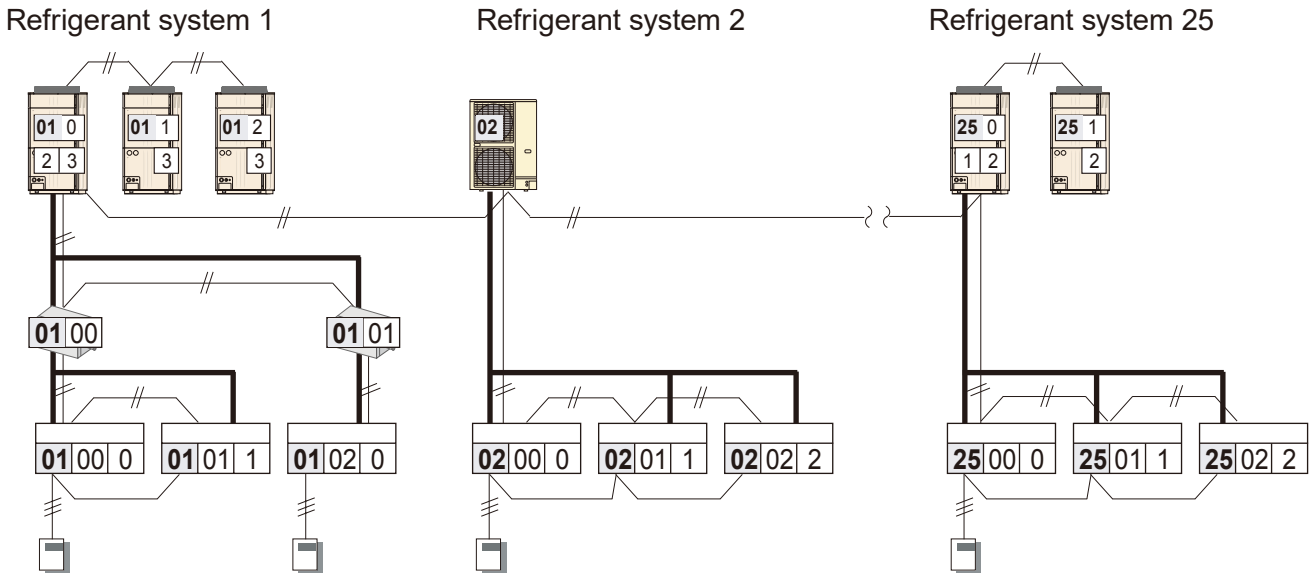 Refrigerant system 1 Refrigerant system 2 Refrigerant system 25
01 0 01 1 01 2 02 25 0 25 1
2 3 3 3 1 2 2
01 00 01 01
01 00 0 01 01 1 01 02 0 02 00 0 02 01 1 02 02 2 25 00 0 25 01 1 25 02 2